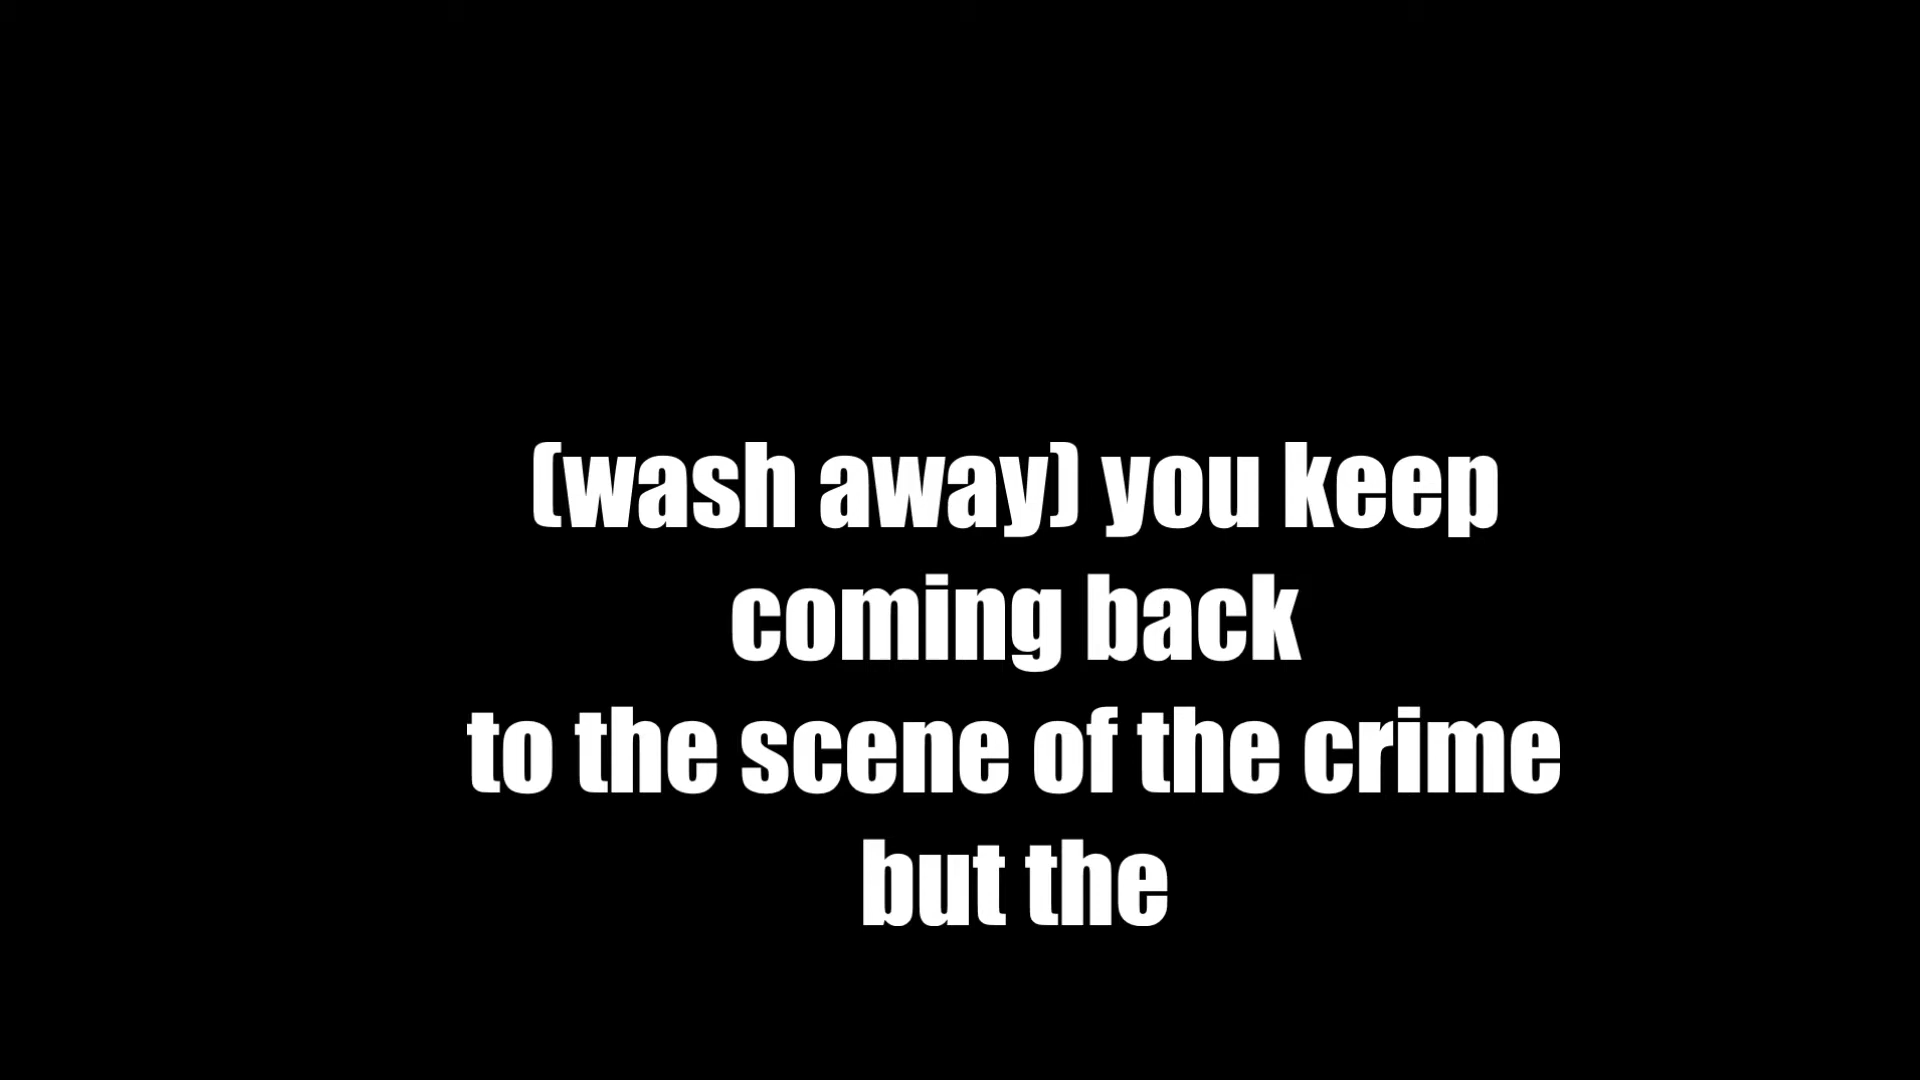 (wash away) you keep
coming back
to the scene of the crime
but the